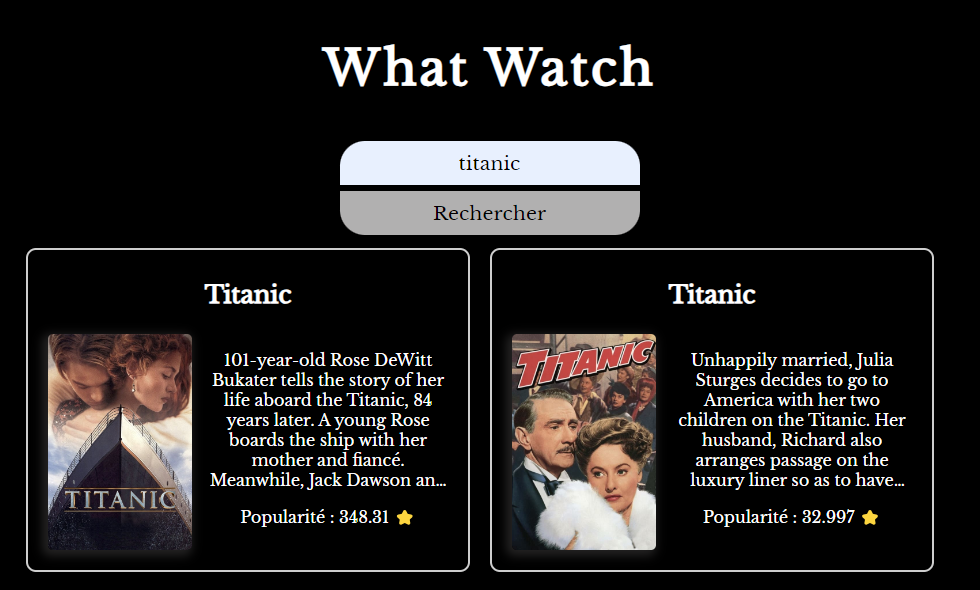 What Watch
titanic
Rechercher
Titanic
TITANIC
101-year-old Rose DeWitt
Bukater tells the story of her
life aboard the Titanic, 84
years later. A young Rose
boards the ship with her
mother and fiancé.
Meanwhile, Jack Dawson an...
Popularité : 348.31
Titanic
TITANIC
Unhappily married, Julia
Sturges decides to go to
America with her two
children on the Titanic. Her
husband, Richard also
arranges passage on the
luxury liner so as to have...
Popularité : 32.997